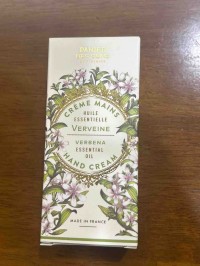 CRÈME MAINS
HUILE
ESSENTIELLE
VERVEINE
VERBENA
ESSENTIAL
OIL
HAND CREAM
MADE IN FRANCE